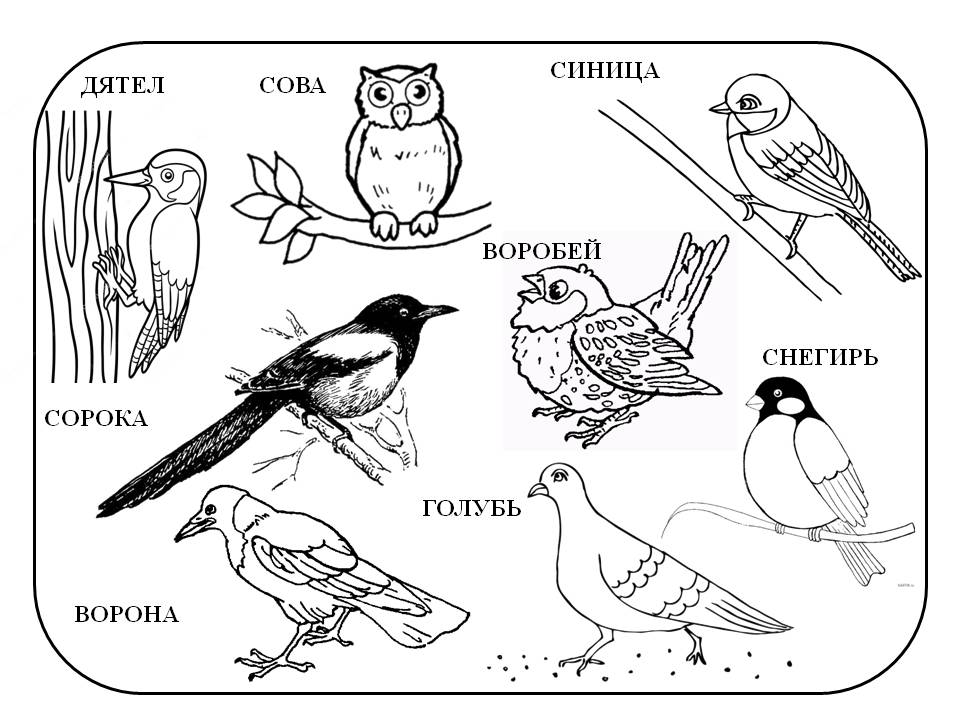 ДЯТЕЛ
СОВА
СИНИЦА
ВОРОБЕЙ
СНЕГИРЬ
СОРОКА
ГОЛУБЬ
ВОРОНА